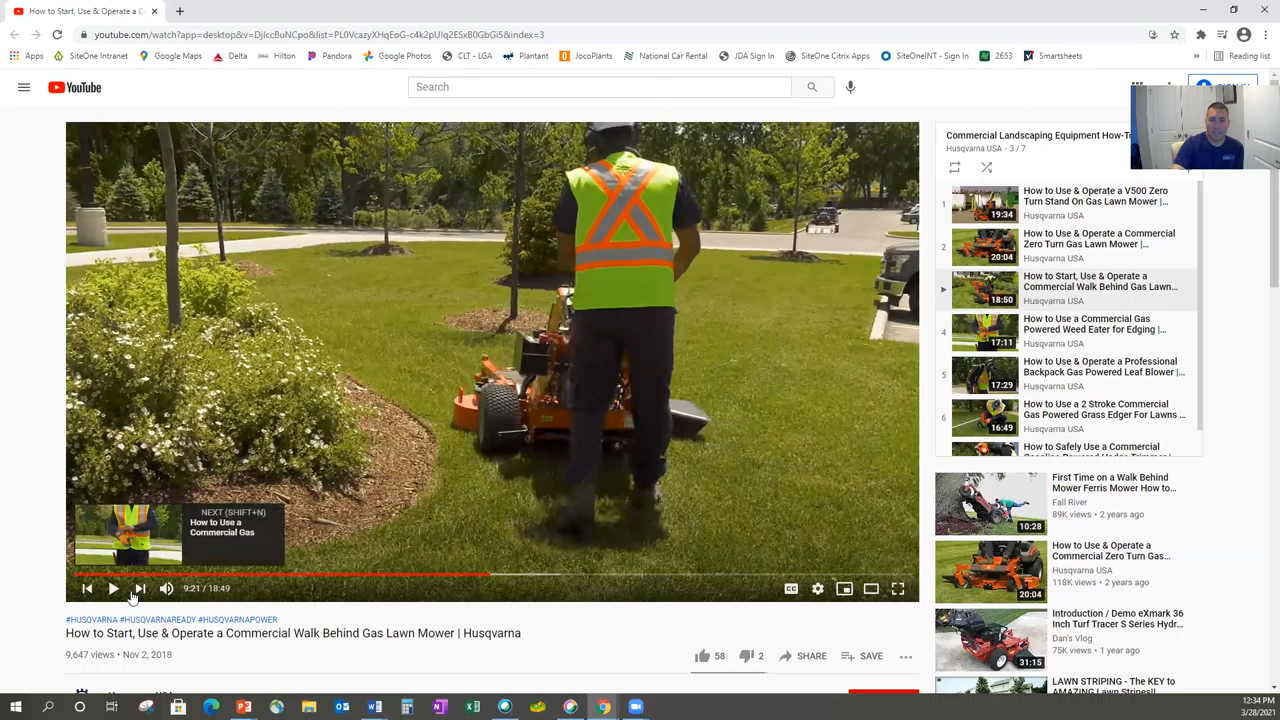 How to Start, Use & Operate a C
youtube.com/watch?app=desktop&v=DjIccBuNCpo&list=PL0VcazyXHqEoG-c4k2pUIq2ESxB0GbGi5&index=3
Apps
SiteOne Intranet
Google Maps
Delta
Hilton
Pandora
Google Photos
CLT - LGA
Plantant
JocoPlants
National Car Rental
JDA Sign In
SiteOne Citrix Apps
SiteOneINT - Sign In
2653
Smartsheets
»
Reading list
YouTube
Search
Commercial Landscaping Equipment How-To
Husqvarna USA - 3 / 7
1
How to Use & Operate a V500 Zero
Turn Stand On Gas Lawn Mower |...
Husqvarna USA
19:34
2
How to Use & Operate a Commercial
Zero Turn Gas Lawn Mower |...
Husqvarna USA
20:04
How to Start, Use & Operate a
Commercial Walk Behind Gas Lawn...
Husqvarna USA
18:50
4
How to Use a Commercial Gas
Powered Weed Eater for Edging |...
Husqvarna USA
17:11
5
How to Use & Operate a Professional
Backpack Gas Powered Leaf Blower |...
Husqvarna USA
17:29
6
How to Use a 2 Stroke Commercial
Gas Powered Grass Edger For Lawns ...
Husqvarna USA
16:49
How to Safely Use a Commercial
NEXT (SHIFT+N)
How to Use a
Commercial Gas
9:21 / 18:49
#HUSQVARNA #HUSQVARNAREADY #HUSQVARNAPOWER
How to Start, Use & Operate a Commercial Walk Behind Gas Lawn Mower | Husqvarna
9,647 views • Nov 2, 2018
58
2
SHARE
SAVE
First Time on a Walk Behind
Mower Ferris Mower How to...
Fall River
89K views • 2 years ago
10:28
How to Use & Operate a
Commercial Zero Turn Gas...
Husqvarna USA
118K views • 2 years ago
20:04
Introduction / Demo eXmark 36
Inch Turf Tracer S Series Hydr...
Dan's Vlog
75K views • 1 year ago
31:15
LAWN STRIPING - The KEY to
AMAZING Lawn Stripes!!
12:34 PM
3/28/2021